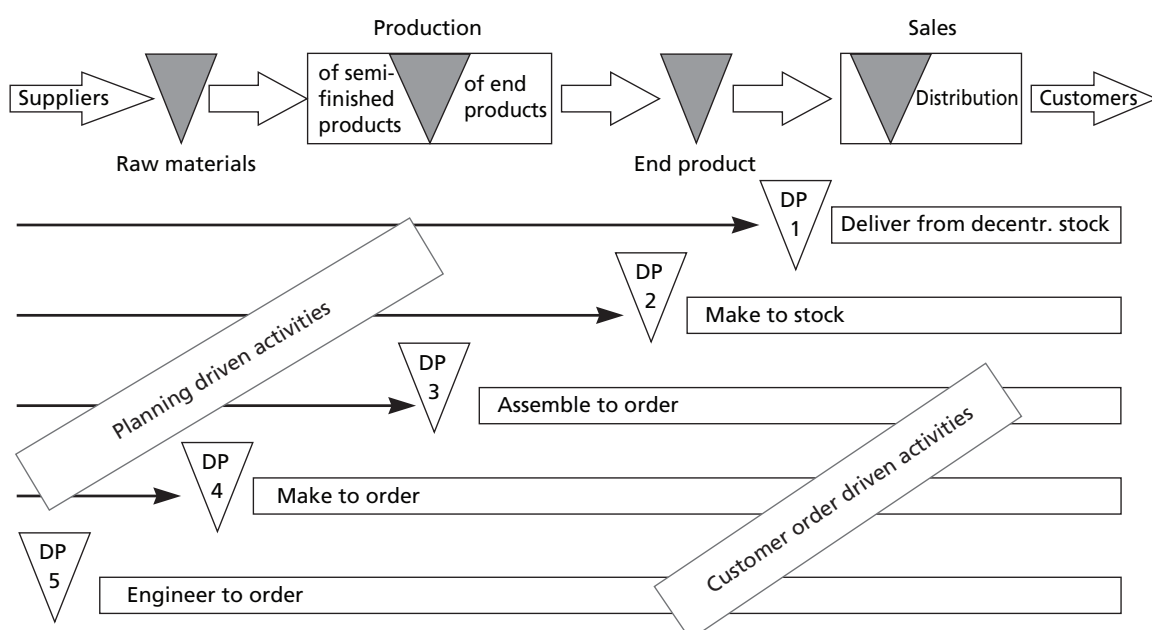 Production
Sales
Suppliers
of semi-
finished
products
of end
products
Distribution
Customers
Raw materials
End product
DP
1
Deliver from decentr. stock
DP
2
Make to stock
Planning driven activities
DP
3
Assemble to order
DP
4
Make to order
Customer order driven activities
DP
5
Engineer to order